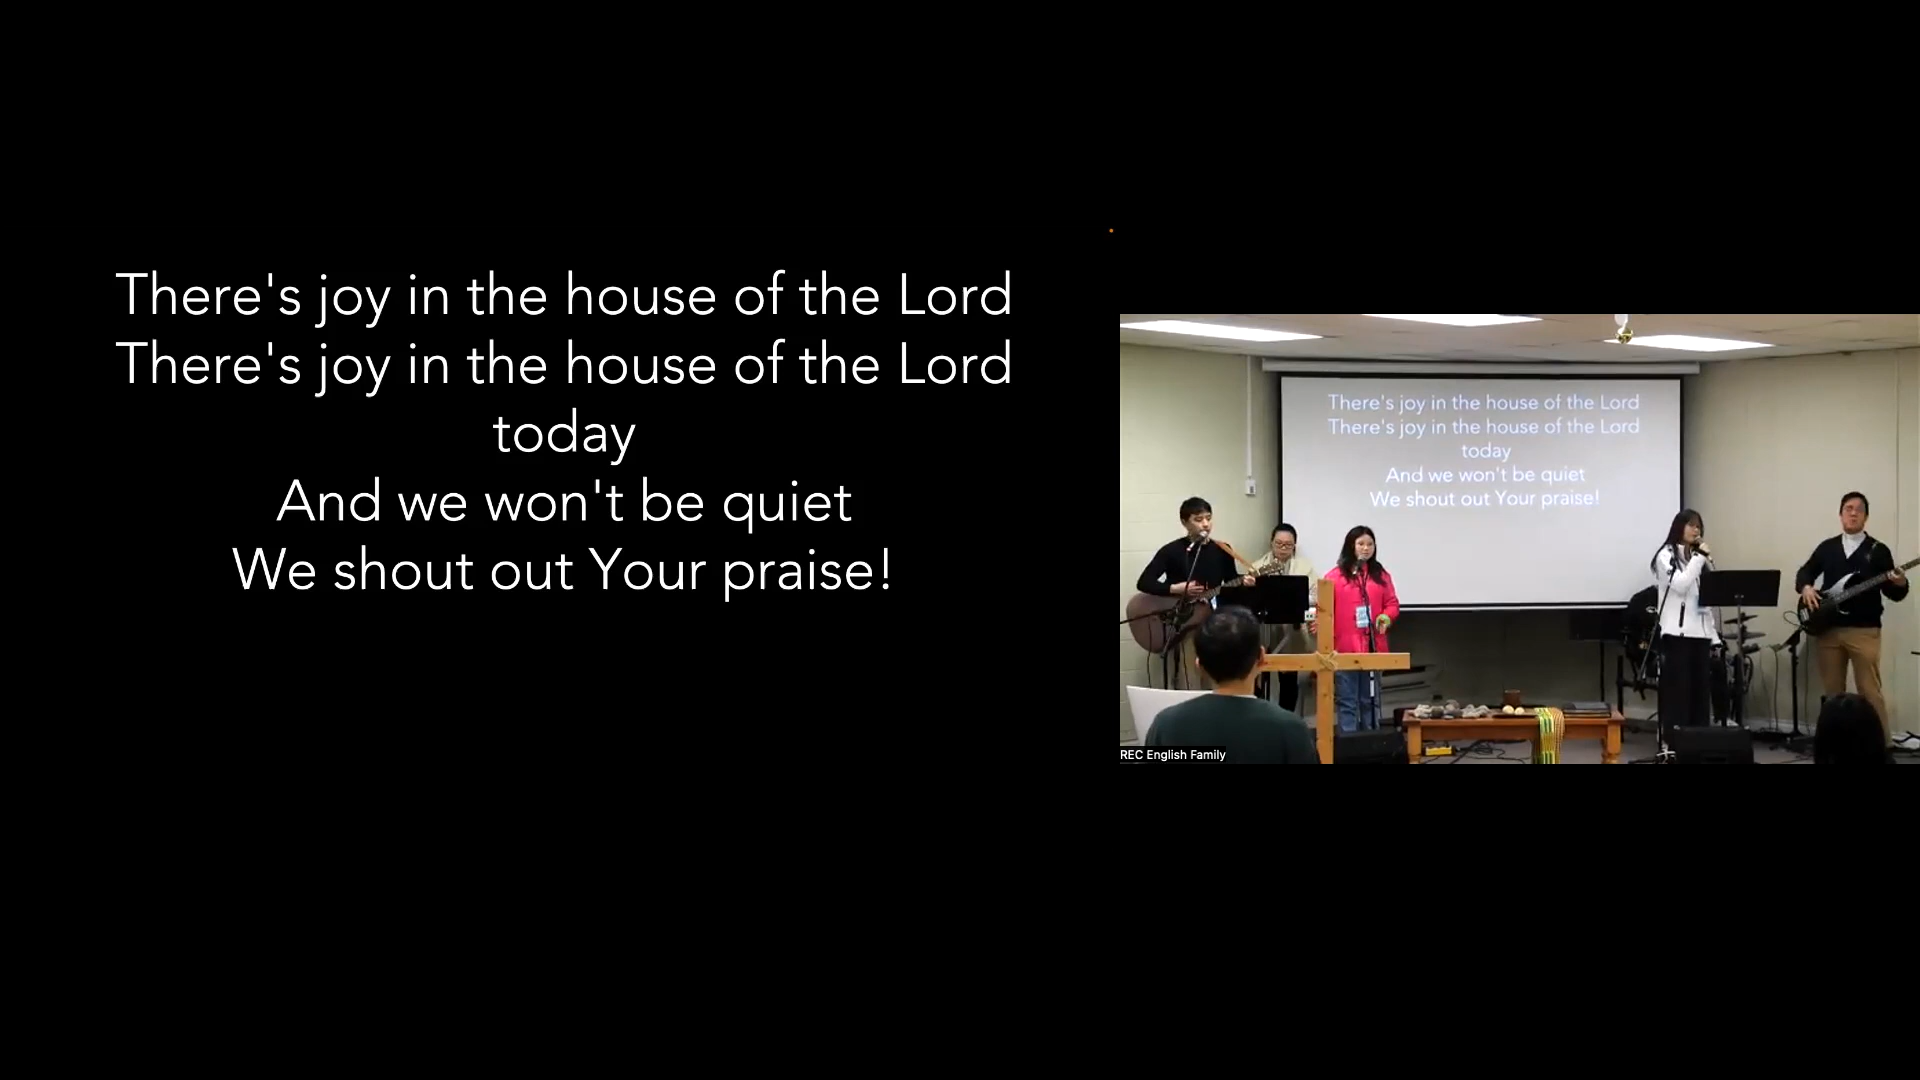 There's joy in the house of the Lord
There's joy in the house of the Lord
today
And we won't be quiet
We shout out Your praise!
There's joy in the house of the Lord
There's joy in the house of the Lord
today
And we won't be quiet
We shout out Your praise!
REC English Family